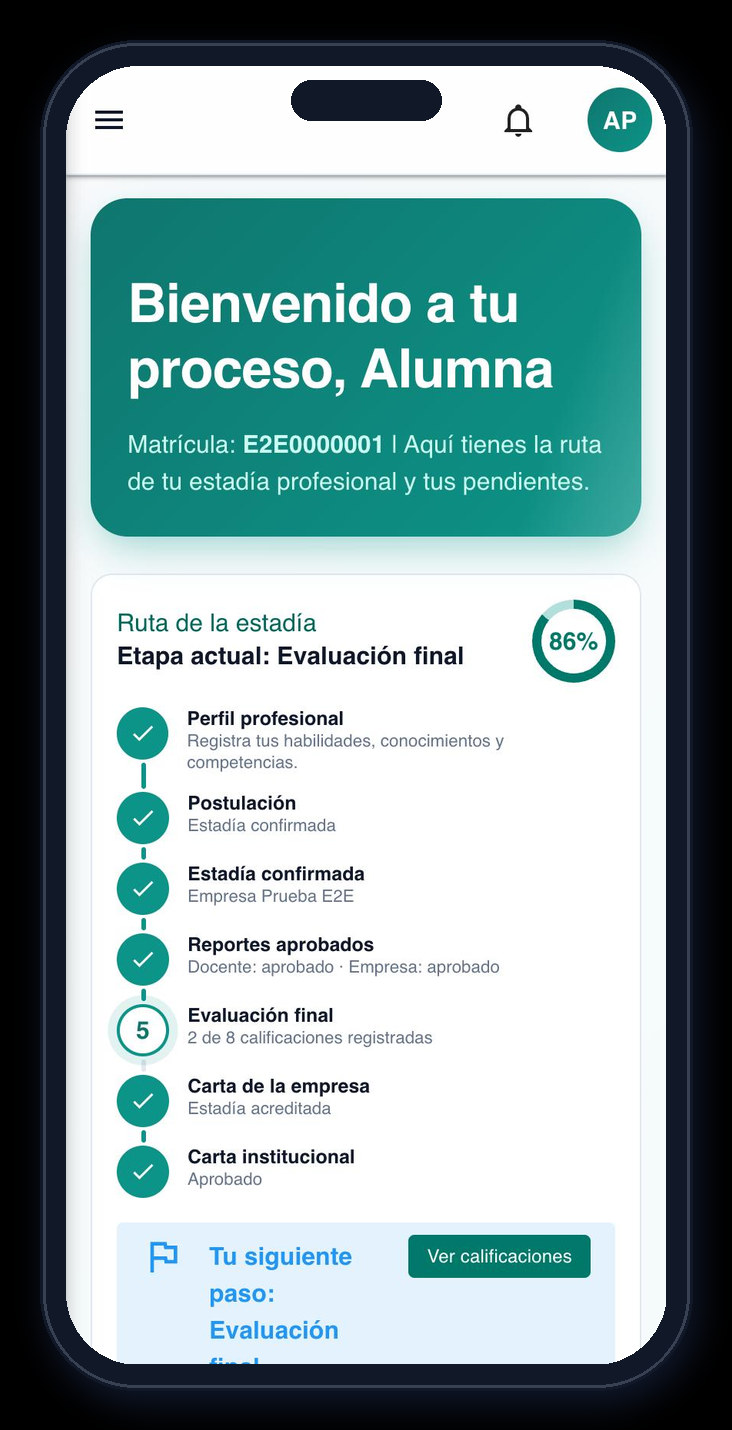 AP
Bienvenido a tu
proceso, Alumna
Matrícula: E2E0000001 | Aquí tienes la ruta
de tu estadía profesional y tus pendientes.
Ruta de la estadía
Etapa actual: Evaluación final
86%
Perfil profesional
Registra tus habilidades, conocimientos y
competencias.
Postulación
Estadía confirmada
Estadía confirmada
Empresa Prueba E2E
Reportes aprobados
Docente: aprobado · Empresa: aprobado
5
Evaluación final
2 de 8 calificaciones registradas
Carta de la empresa
Estadía acreditada
Carta institucional
Aprobado
Tu siguiente
paso:
Evaluación
final
Ver calificaciones